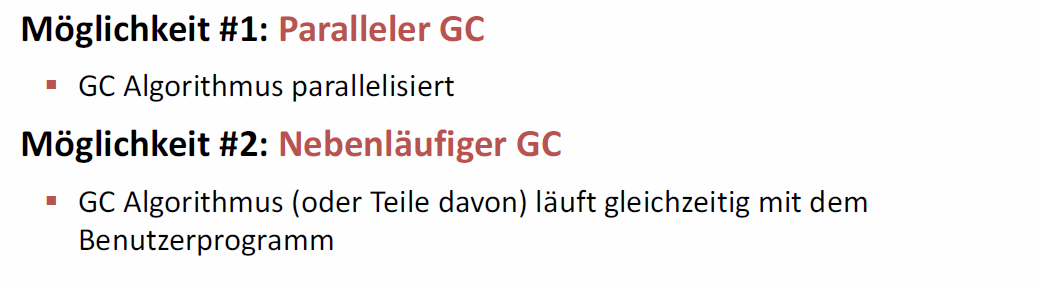 Möglichkeit #1: Paralleler GC
▪ GC Algorithmus parallelisiert
Möglichkeit #2: Nebenläufiger GC
▪ GC Algorithmus (oder Teile davon) läuft gleichzeitig mit dem
Benutzerprogramm